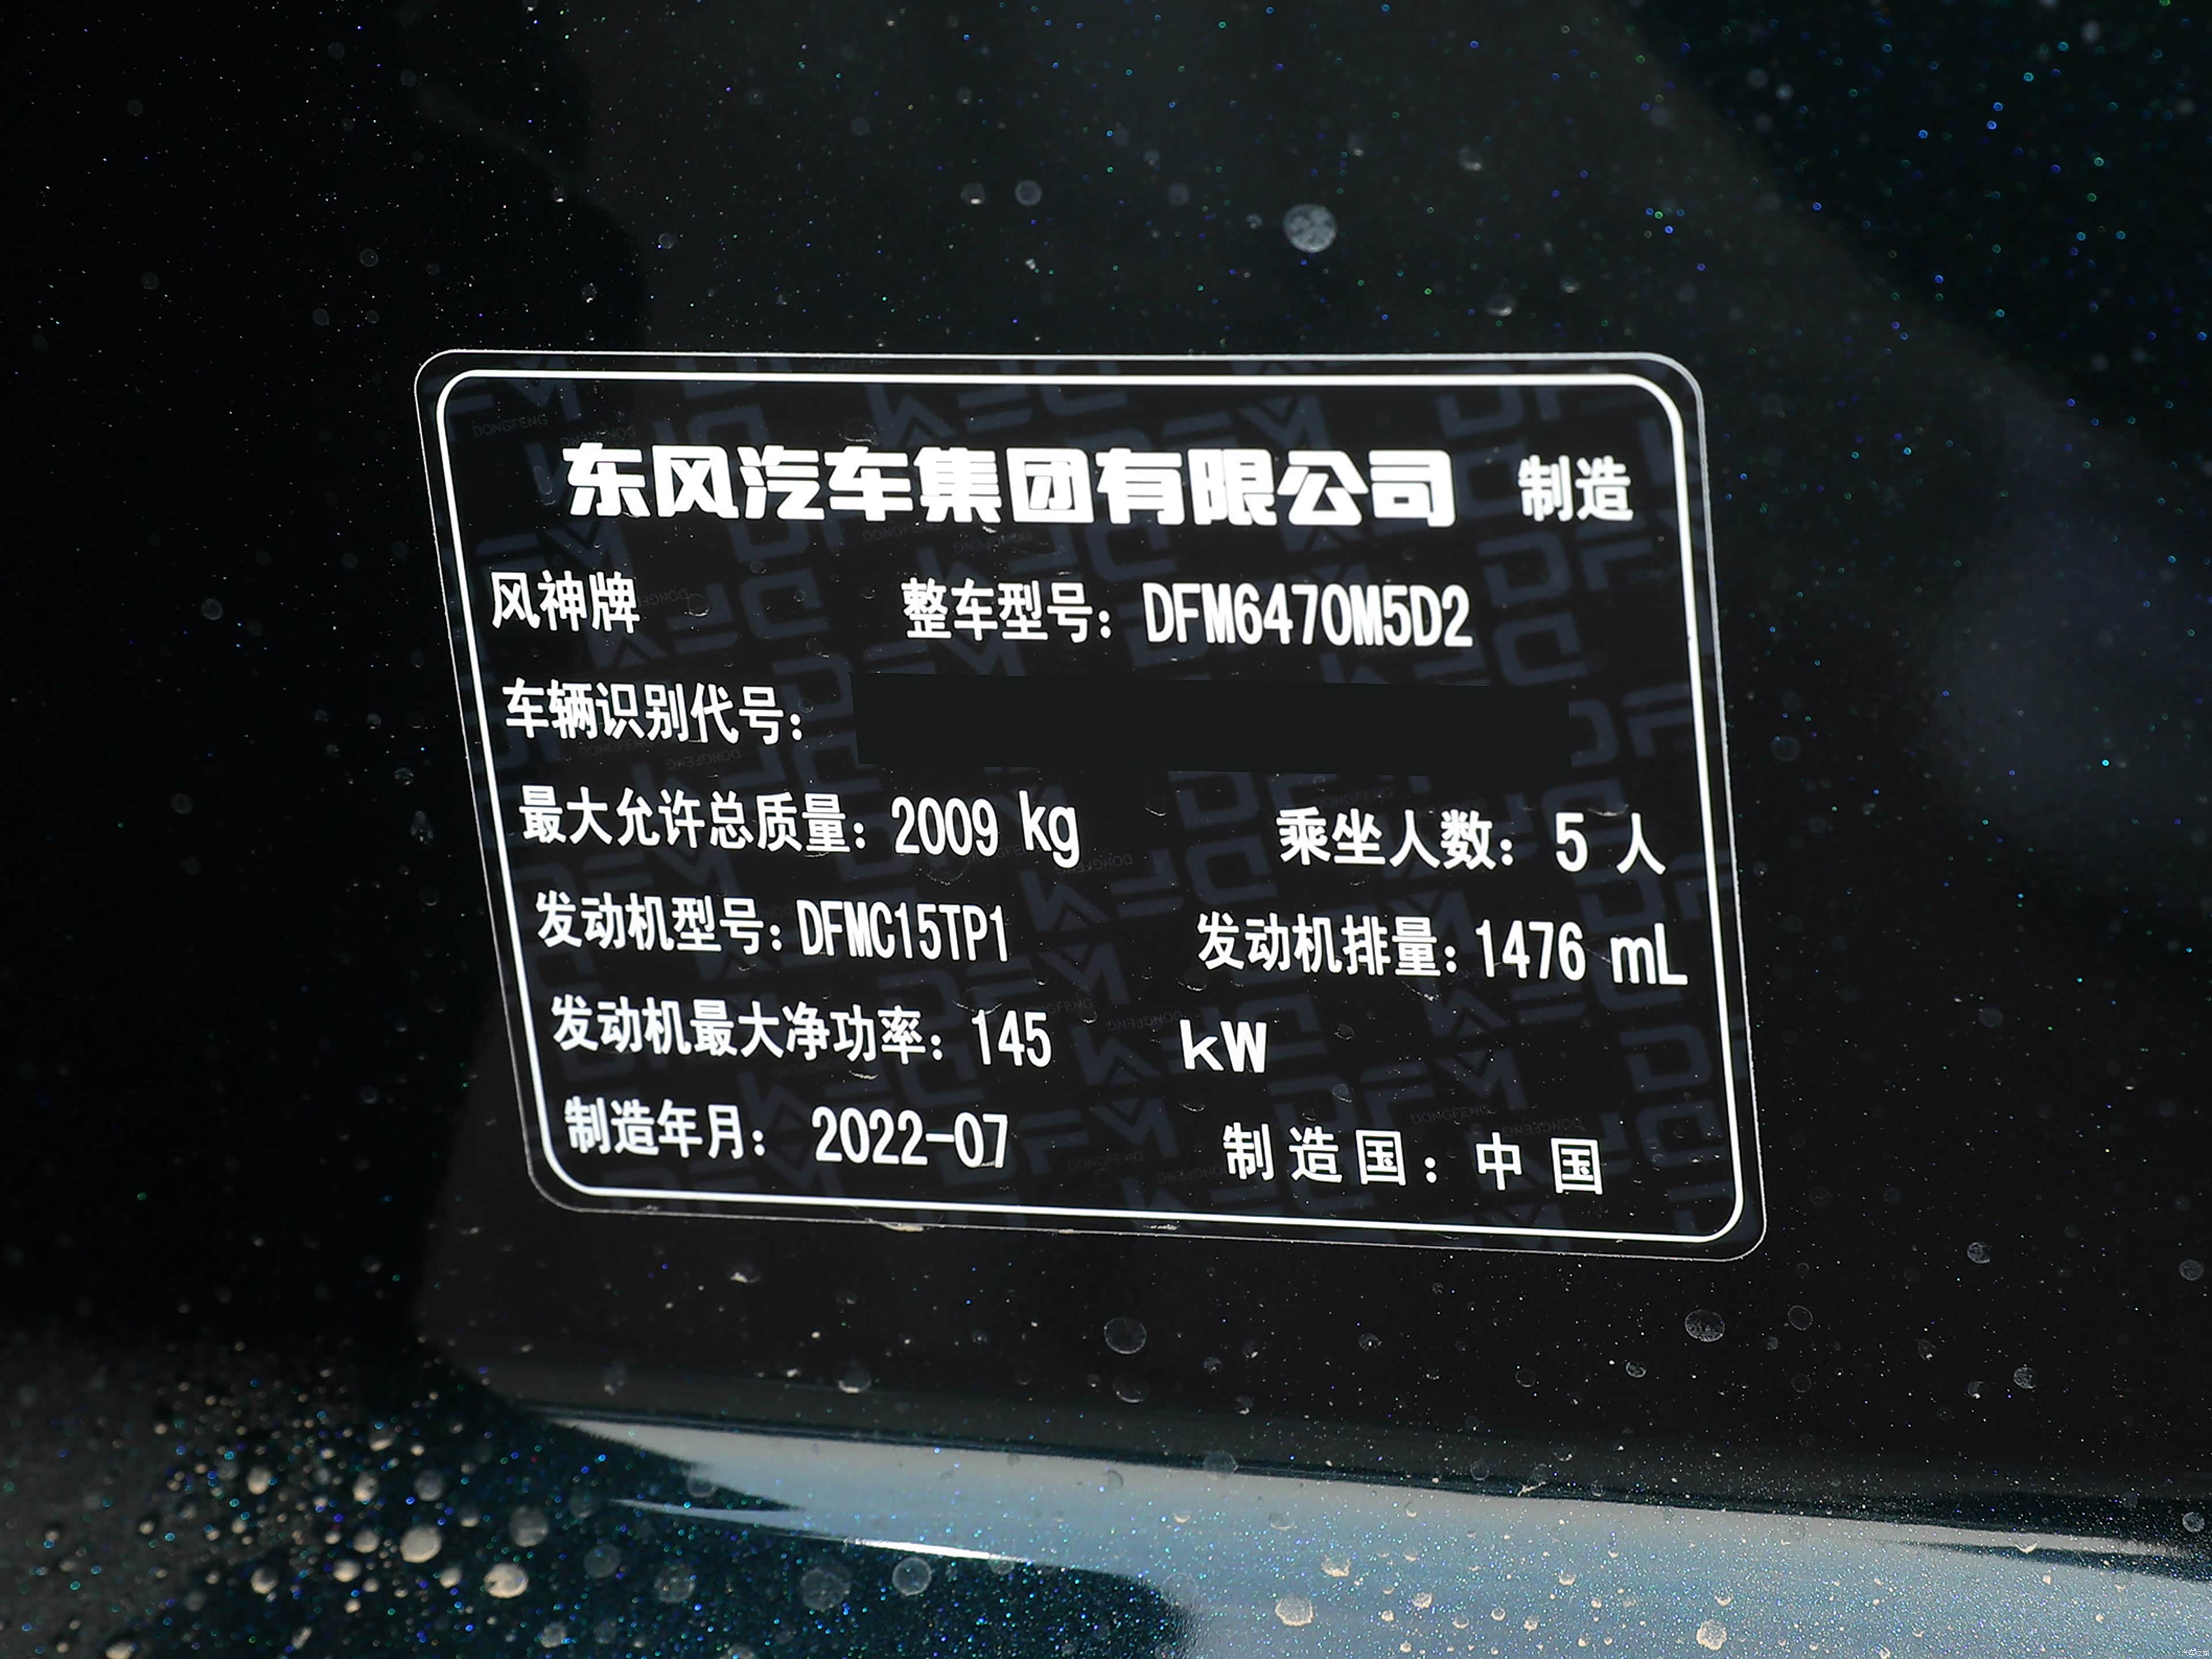 东风汽车集团有限公司 制造
风神牌 整车型号：DFM6470M5D2
车辆识别代号：
最大允许总质量：2009 kg 乘坐人数：5 人
发动机型号：DFMC15TP1 发动机排量：1476 mL
发动机最大净功率：145 kW
制造年月：2022-07 制造国：中国